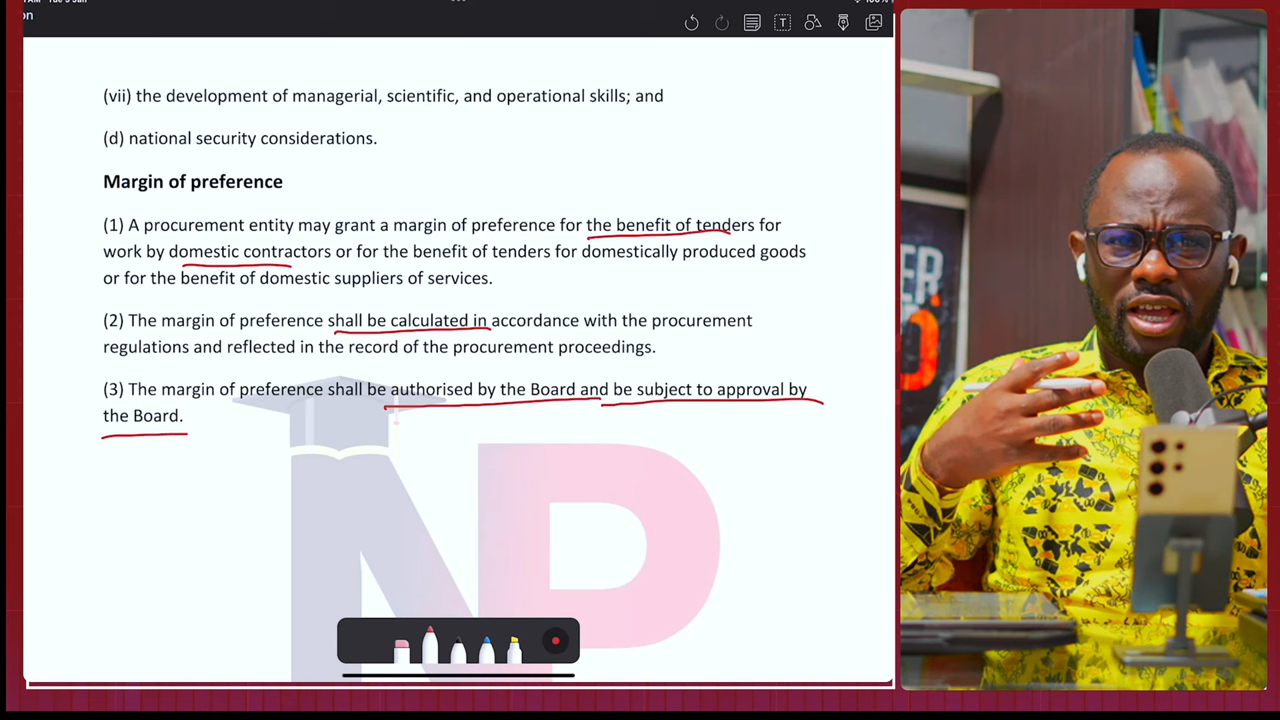 on
(vii) the development of managerial, scientific, and operational skills; and
(d) national security considerations.
Margin of preference
(1) A procurement entity may grant a margin of preference for the benefit of tenders for
work by domestic contractors or for the benefit of tenders for domestically produced goods
or for the benefit of domestic suppliers of services.
(2) The margin of preference shall be calculated in accordance with the procurement
regulations and reflected in the record of the procurement proceedings.
(3) The margin of preference shall be authorised by the Board and be subject to approval by
the Board.
NP
ER